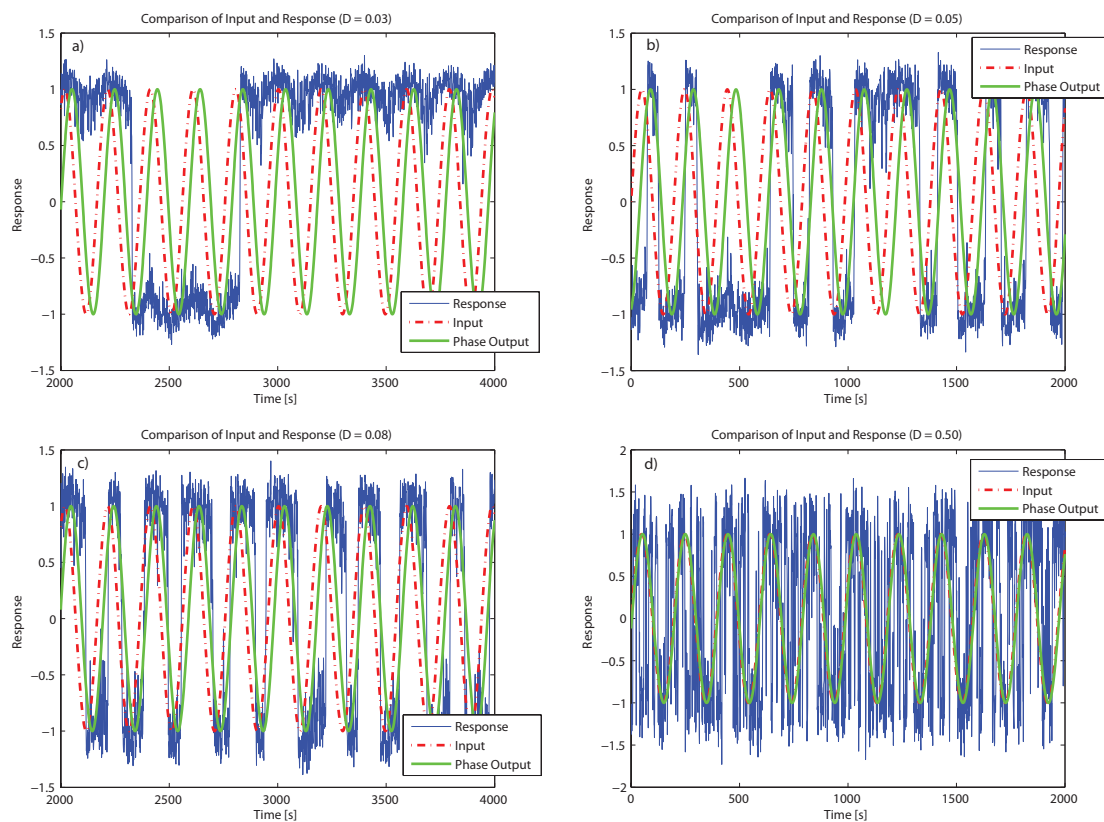 Comparison of Input and Response (D = 0.03)
a)
1.5
1
0.5
0
−0.5
−1
−1.5
Response
Response
Input
Phase Output
2000 2500 3000 3500 4000
Time [s]
Comparison of Input and Response (D = 0.05)
b)
1.5
1
0.5
0
−0.5
−1
−1.5
Response
Response
Input
Phase Output
0 500 1000 1500 2000
Time [s]
Comparison of Input and Response (D = 0.08)
c)
1.5
1
0.5
0
−0.5
−1
−1.5
Response
Response
Input
Phase Output
2000 2500 3000 3500 4000
Time [s]
Comparison of Input and Response (D = 0.50)
d)
2
1.5
1
0.5
0
−0.5
−1
−1.5
−2
Response
Response
Input
Phase Output
0 500 1000 1500 2000
Time [s]